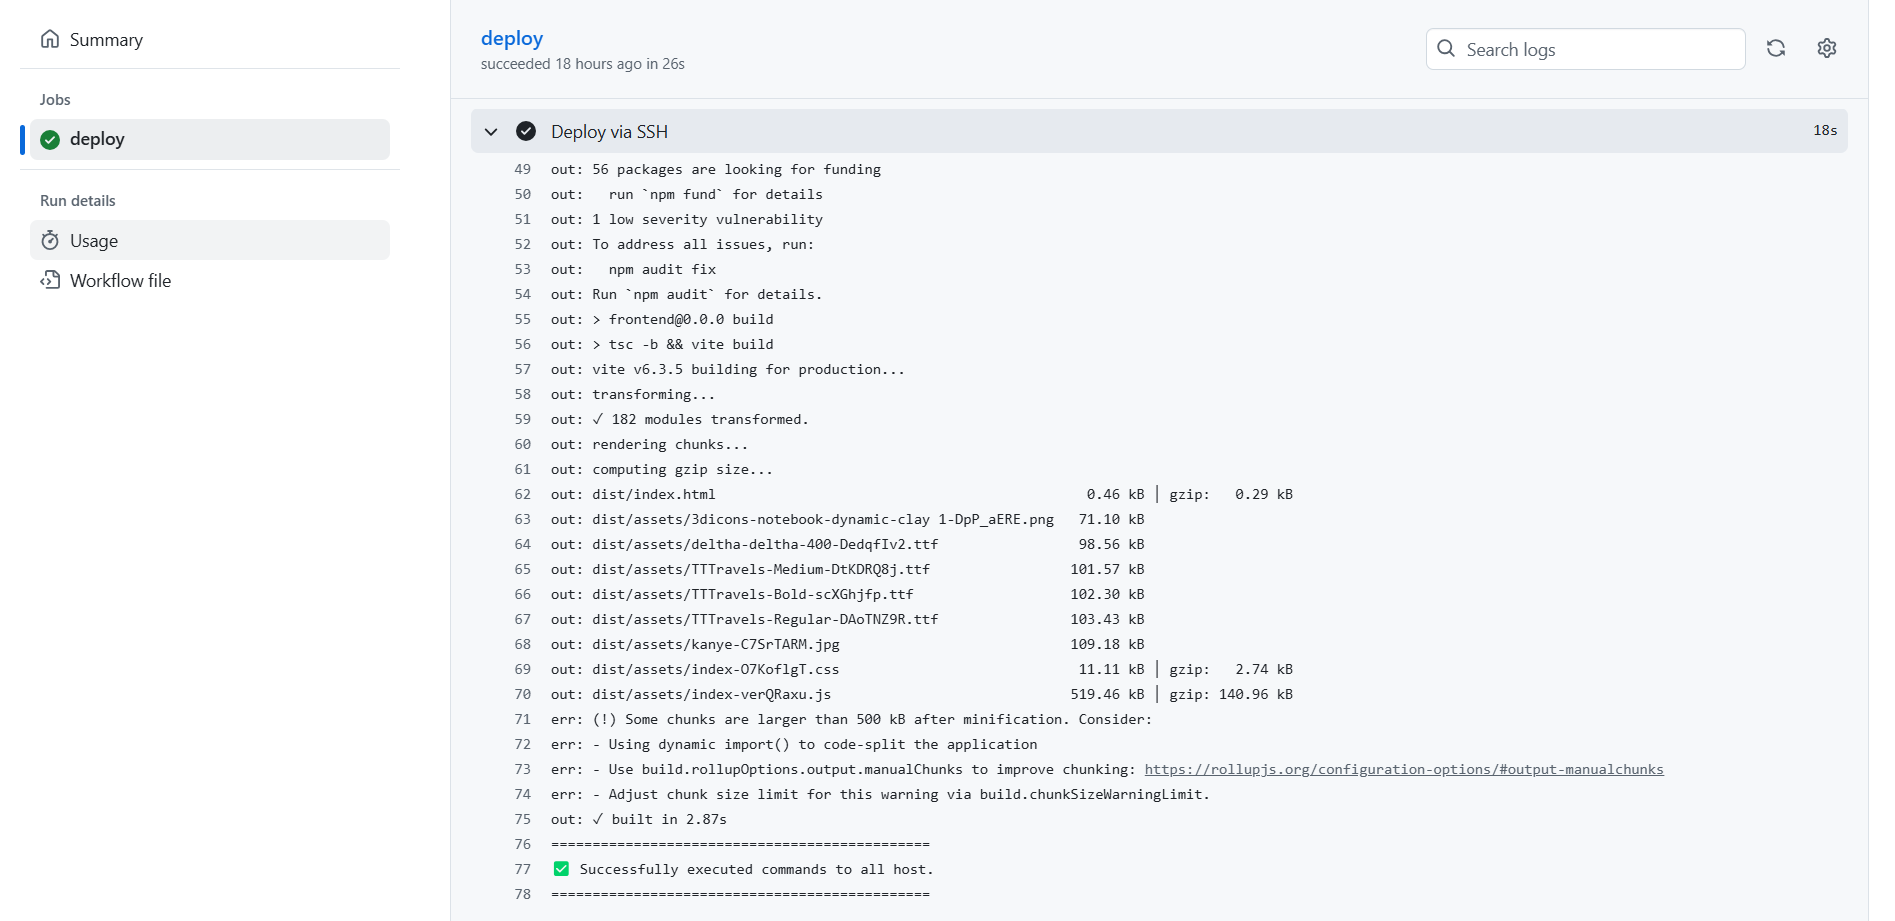 Summary
Jobs
deploy
Run details
Usage
Workflow file
deploy
succeeded 18 hours ago in 26s
Search logs
Deploy via SSH 18s
49 out: 56 packages are looking for funding
50 out:   run `npm fund` for details
51 out: 1 low severity vulnerability
52 out: To address all issues, run:
53 out:   npm audit fix
54 out: Run `npm audit` for details.
55 out: > frontend@0.0.0 build
56 out: > tsc -b && vite build
57 out: vite v6.3.5 building for production...
58 out: transforming...
59 out: ✓ 182 modules transformed.
60 out: rendering chunks...
61 out: computing gzip size...
62 out: dist/index.html 0.46 kB │ gzip: 0.29 kB
63 out: dist/assets/3dicons-notebook-dynamic-clay 1-DpP_aERE.png 71.10 kB
64 out: dist/assets/deltha-deltha-400-DedqfIv2.ttf 98.56 kB
65 out: dist/assets/TTTravels-Medium-DtKDRQ8j.ttf 101.57 kB
66 out: dist/assets/TTTravels-Bold-scXGhjfp.ttf 102.30 kB
67 out: dist/assets/TTTravels-Regular-DAoTNZ9R.ttf 103.43 kB
68 out: dist/assets/kanye-C7SrTARM.jpg 109.18 kB
69 out: dist/assets/index-O7KoflgT.css 11.11 kB │ gzip: 2.74 kB
70 out: dist/assets/index-verQRaxu.js 519.46 kB │ gzip: 140.96 kB
71 err: (!) Some chunks are larger than 500 kB after minification. Consider:
72 err: - Using dynamic import() to code-split the application
73 err: - Use build.rollupOptions.output.manualChunks to improve chunking: https://rollupjs.org/configuration-options/#output-manualchunks
74 err: - Adjust chunk size limit for this warning via build.chunkSizeWarningLimit.
75 out: ✓ built in 2.87s
76 ==============================================
77 ✅ Successfully executed commands to all host.
78 ==============================================